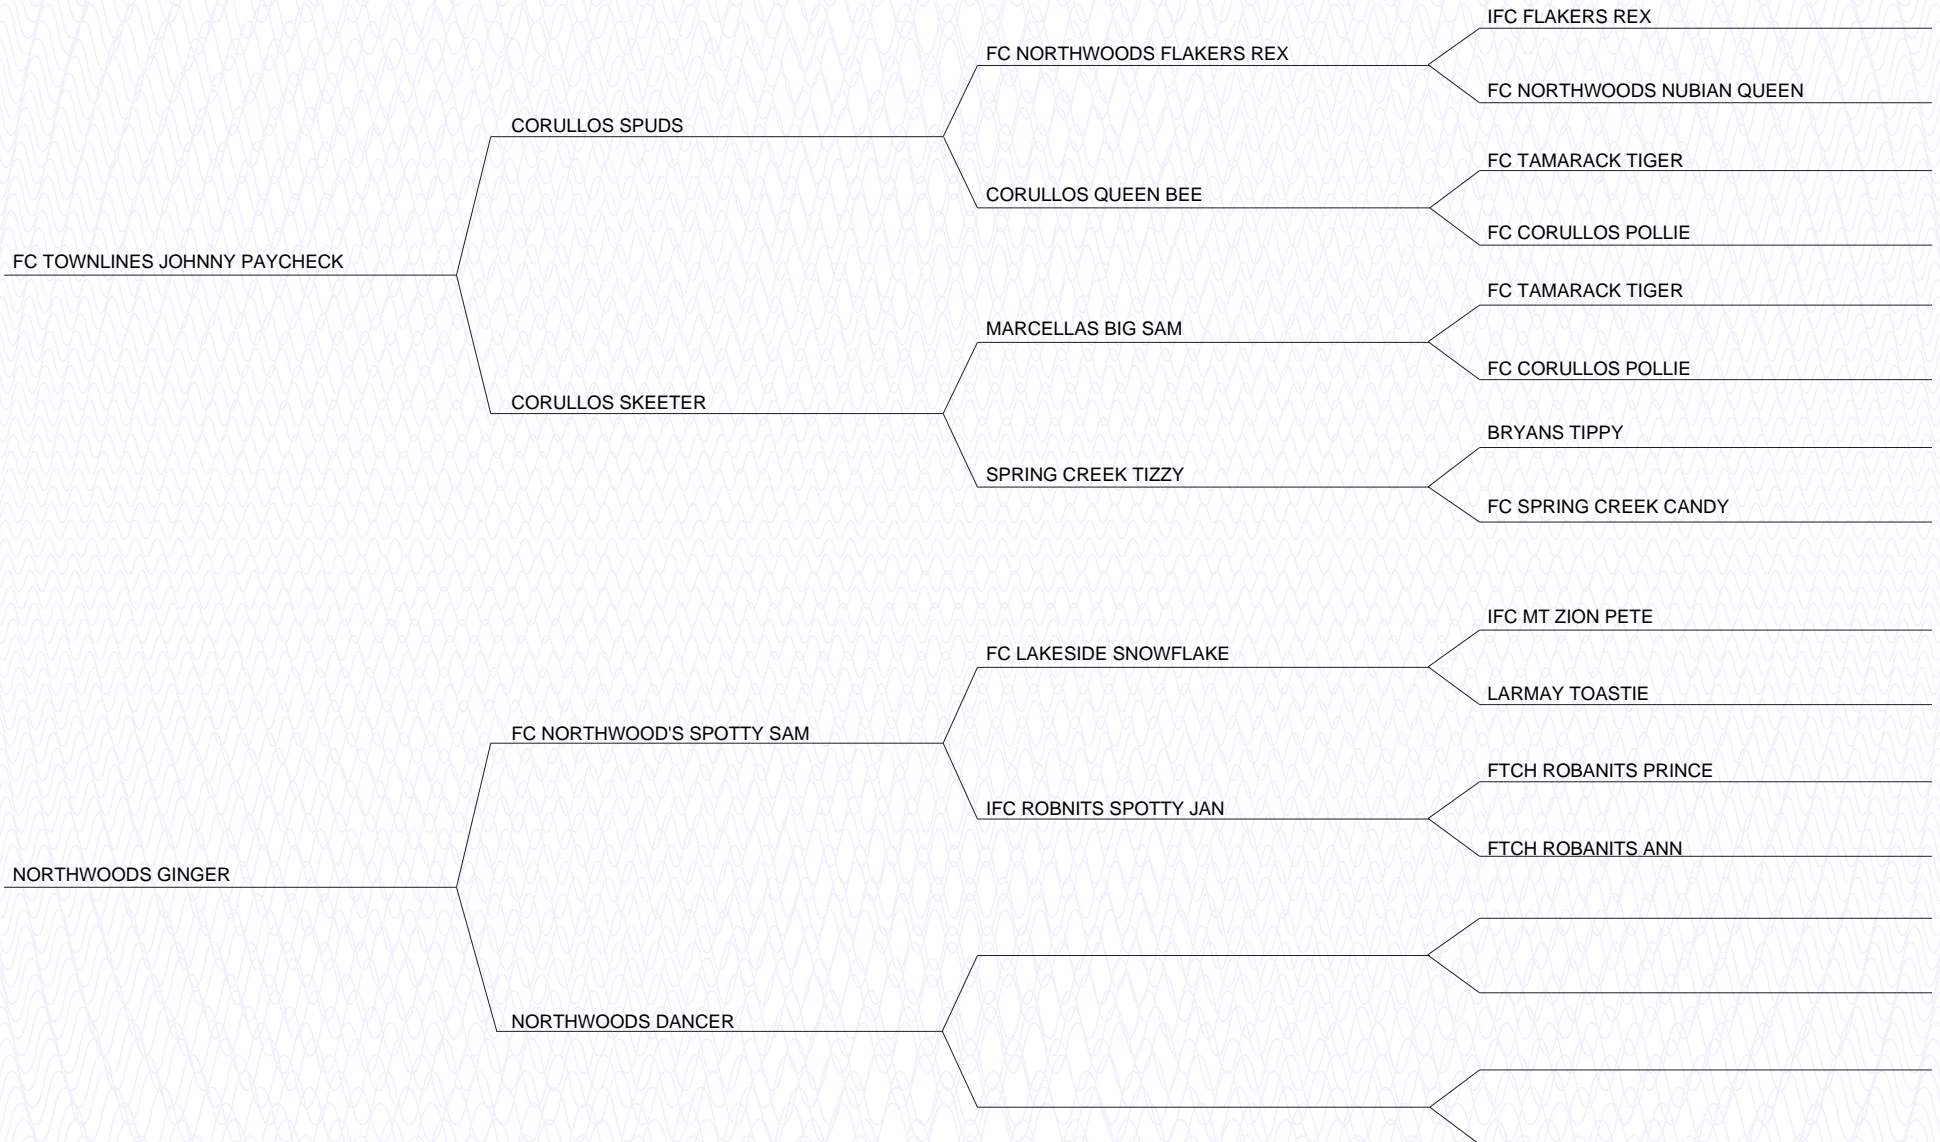 IFC FLAKERS REX
FC NORTHWOODS FLAKERS REX
FC NORTHWOODS NUBIAN QUEEN
CORULLOS SPUDS
FC TAMARACK TIGER
CORULLOS QUEEN BEE
FC CORULLOS POLLIE
FC TOWNLINES JOHNNY PAYCHECK
FC TAMARACK TIGER
MARCELLAS BIG SAM
FC CORULLOS POLLIE
CORULLOS SKEETER
BRYANS TIPPY
SPRING CREEK TIZZY
FC SPRING CREEK CANDY
IFC MT ZION PETE
FC LAKESIDE SNOWFLAKE
LARMAY TOASTIE
FC NORTHWOOD'S SPOTTY SAM
FTCH ROBANITS PRINCE
IFC ROBNITS SPOTTY JAN
FTCH ROBANITS ANN
NORTHWOODS GINGER
NORTHWOODS DANCER